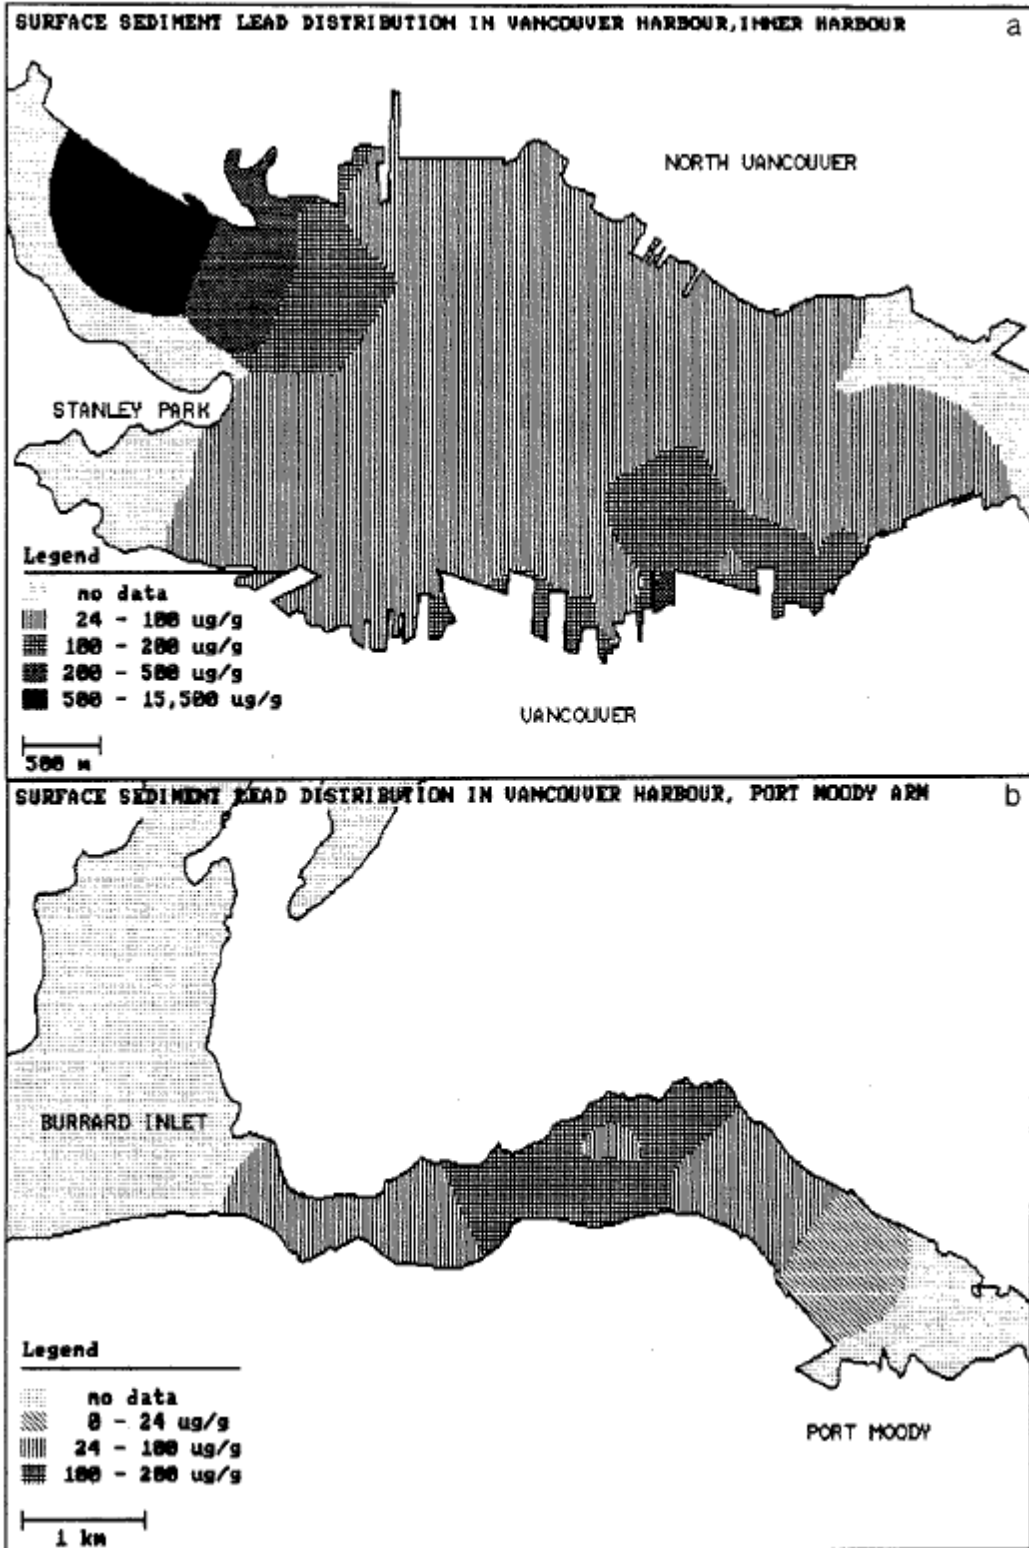 SURFACE SEDIMENT LEAD DISTRIBUTION IN VANCOUVER HARBOUR, INNER HARBOUR
a
NORTH VANCOUVER
STANLEY PARK
Legend
no data
24 - 100 ug/g
100 - 200 ug/g
200 - 500 ug/g
500 - 15,500 ug/g
VANCOUVER
500 m
SURFACE SEDIMENT LEAD DISTRIBUTION IN VANCOUVER HARBOUR, PORT MOODY ARM
b
BURRARD INLET
Legend
no data
0 - 24 ug/g
24 - 100 ug/g
100 - 200 ug/g
PORT MOODY
1 km